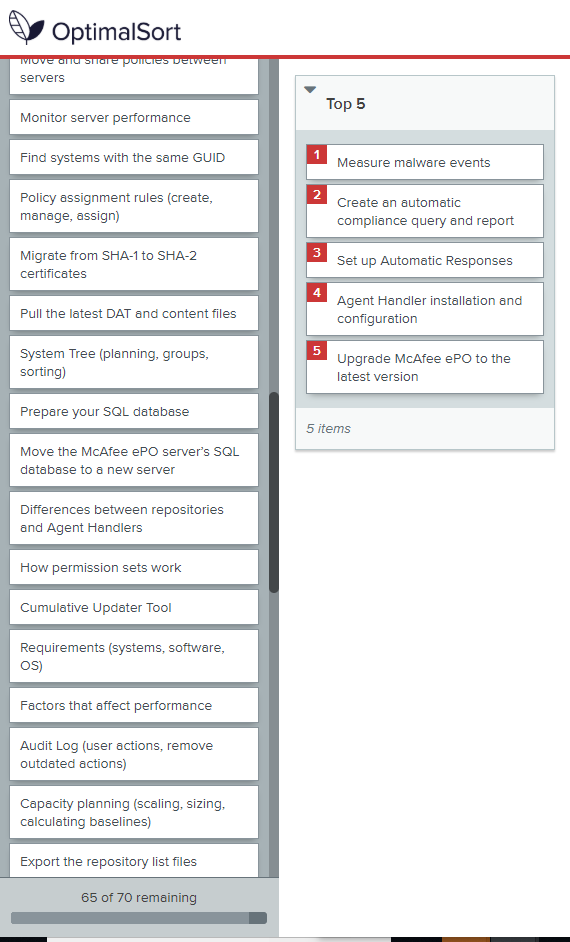 OptimalSort
Move and share policies between
servers
Monitor server performance
Find systems with the same GUID
Policy assignment rules (create,
manage, assign)
Migrate from SHA-1 to SHA-2
certificates
Pull the latest DAT and content files
System Tree (planning, groups,
sorting)
Prepare your SQL database
Move the McAfee ePO server's SQL
database to a new server
Differences between repositories
and Agent Handlers
How permission sets work
Cumulative Updater Tool
Requirements (systems, software,
OS)
Factors that affect performance
Audit Log (user actions, remove
outdated actions)
Capacity planning (scaling, sizing,
calculating baselines)
Export the repository list files
65 of 70 remaining
Top 5
1
Measure malware events
2
Create an automatic
compliance query and report
3
Set up Automatic Responses
4
Agent Handler installation and
configuration
5
Upgrade McAfee ePO to the
latest version
5 items